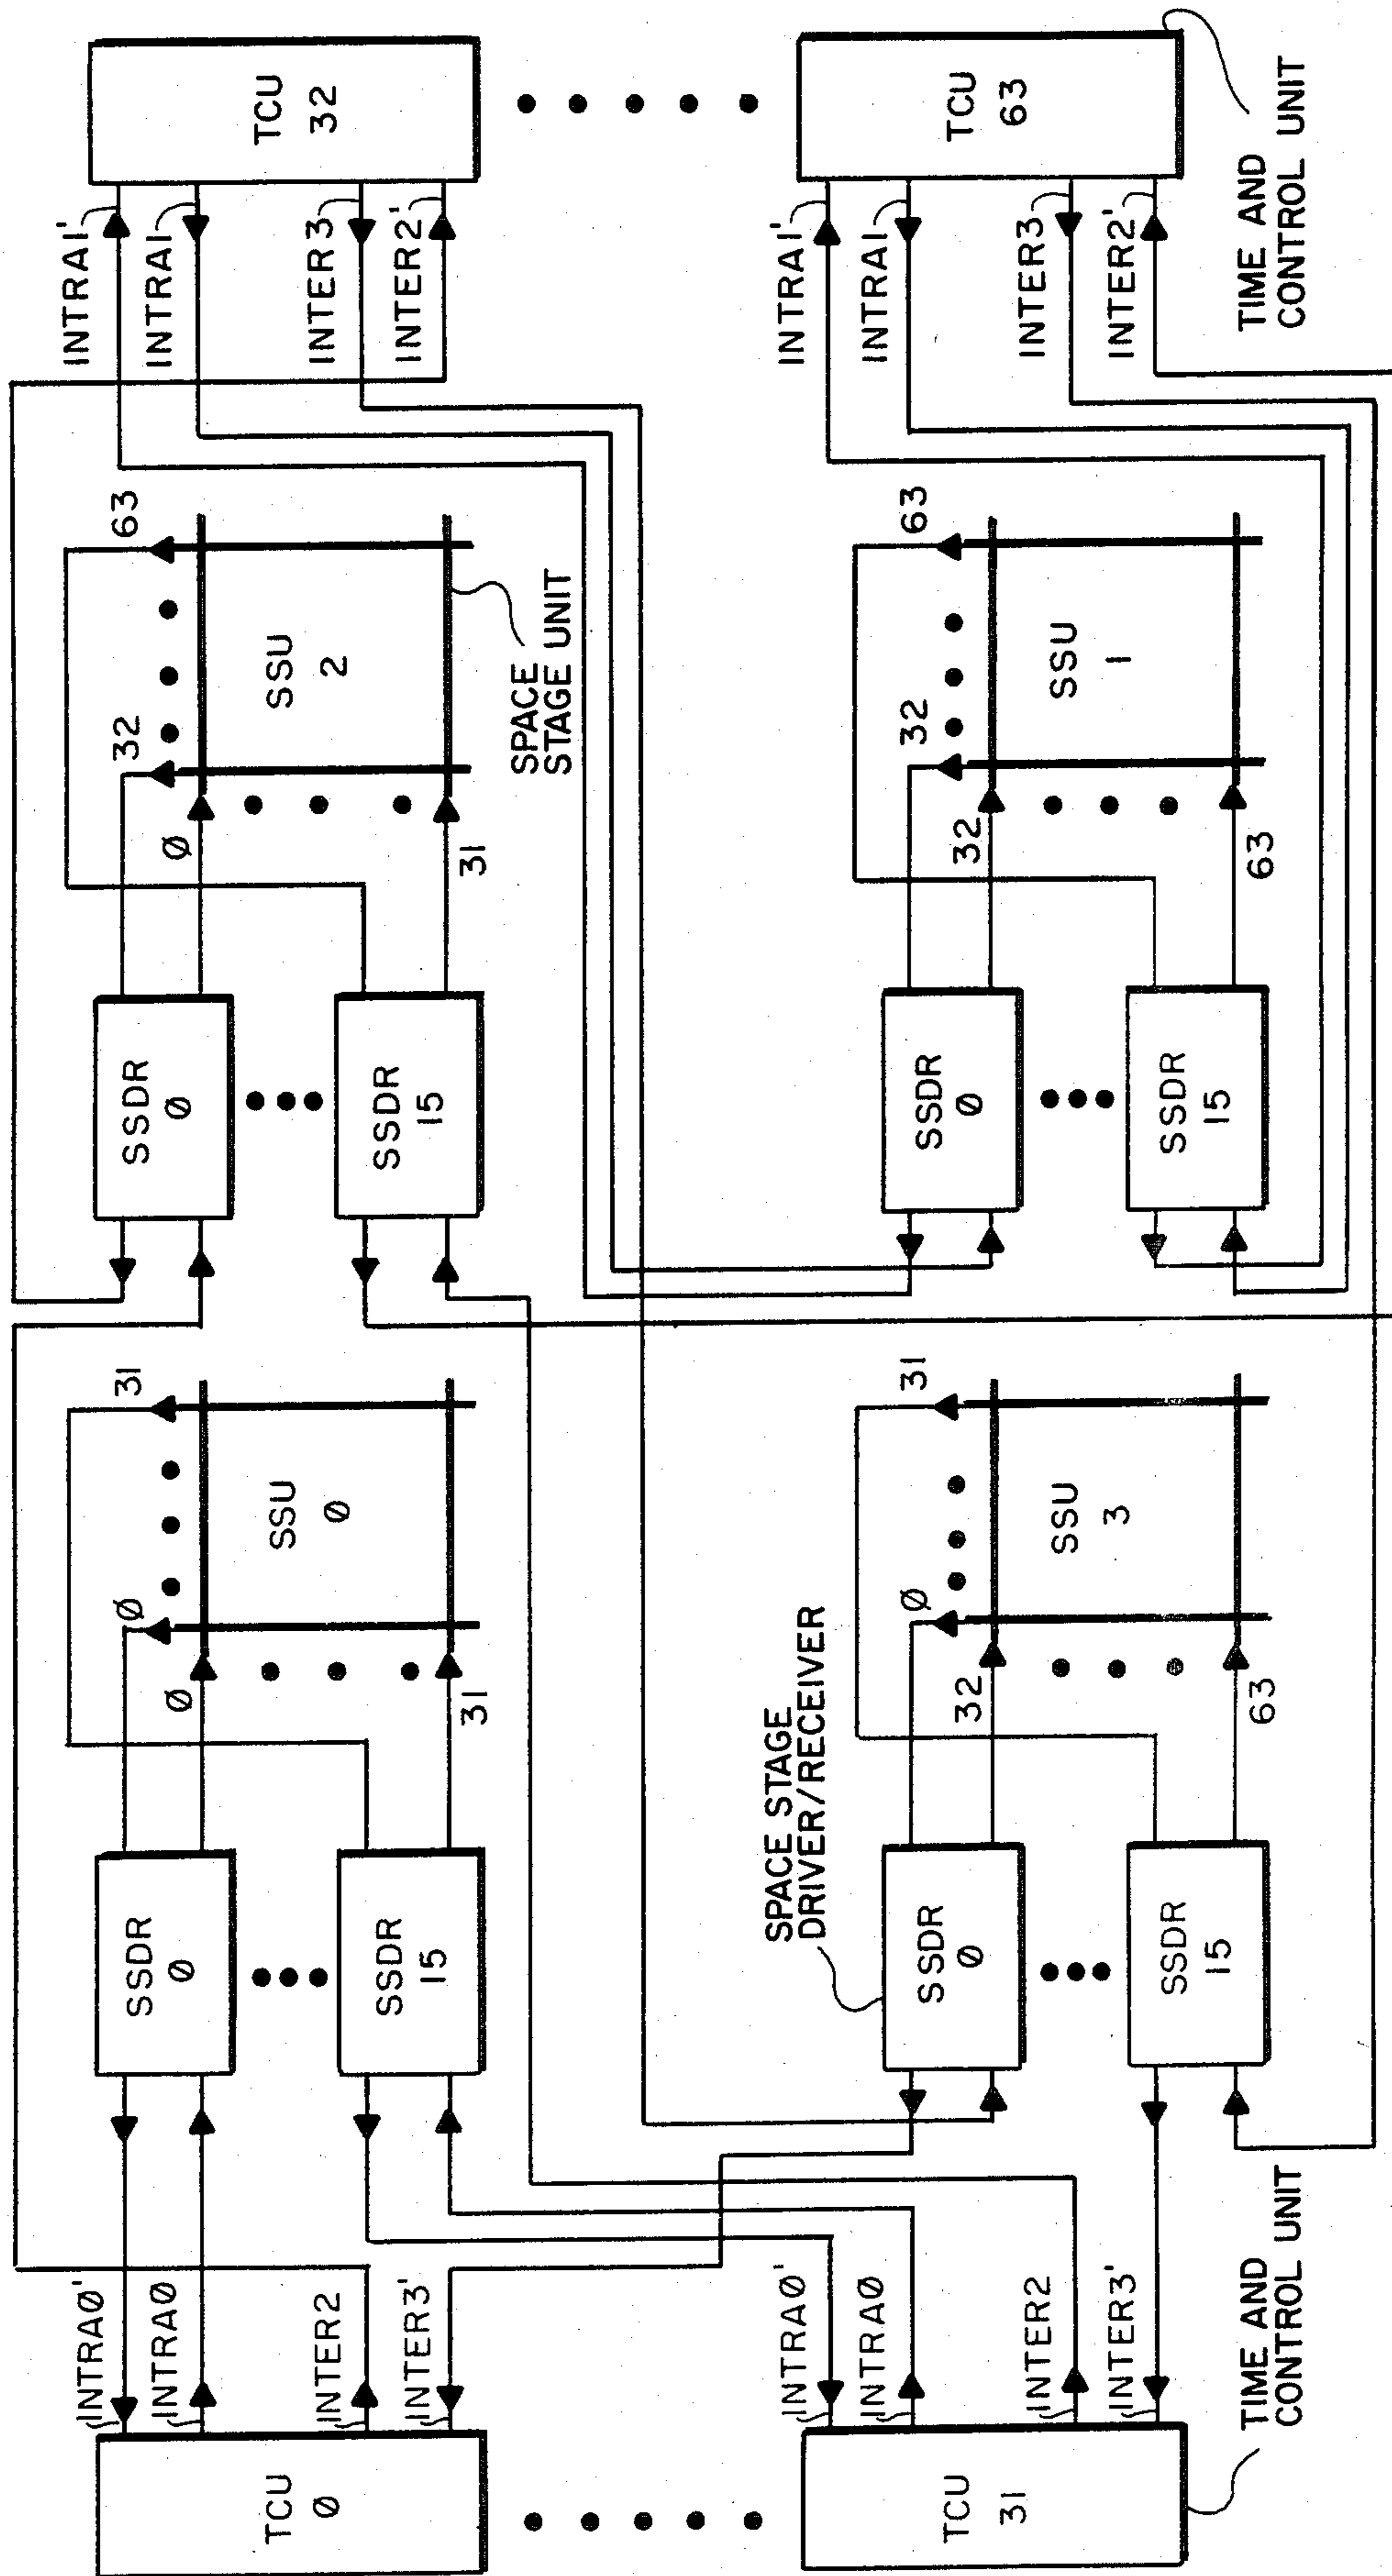 TCU
Ø
INTRAØ'
INTRAØ
INTER2
INTER3'
SSDR
Ø
SSDR
15
Ø
31
Ø
31
SSU
Ø
SSDR
Ø
SSDR
15
32
63
Ø
31
SSU
2
SPACE
STAGE UNIT
INTRA1'
INTRA1
INTER3
INTER2'
TCU
32
TCU
31
INTRAØ'
INTRAØ
INTER2
INTER3'
TIME AND
CONTROL UNIT
SPACE STAGE
DRIVER/RECEIVER
SSDR
Ø
SSDR
15
Ø
31
32
63
SSU
3
SSDR
Ø
SSDR
15
32
63
32
63
SSU
1
INTRA1'
INTRA1
INTER3
INTER2'
TCU
63
TIME AND
CONTROL UNIT